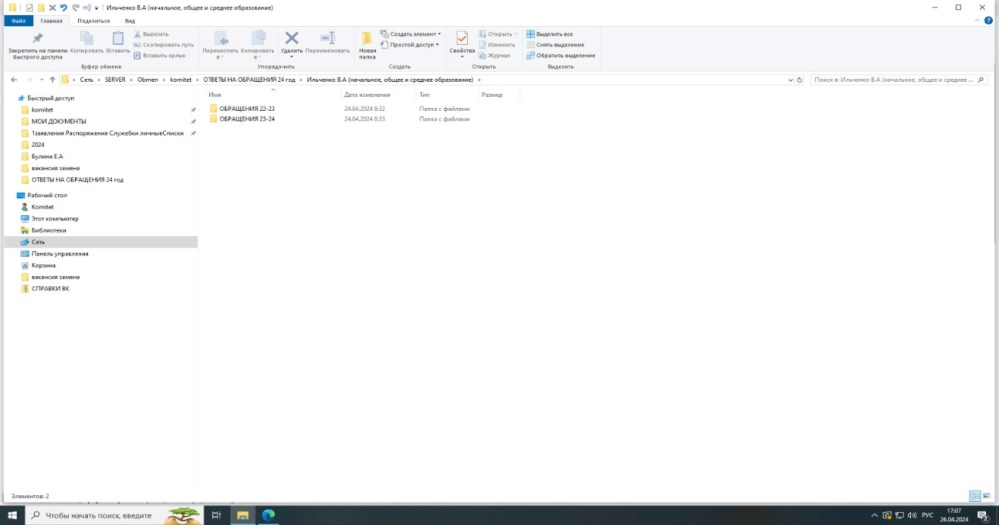 Ильченко В.А (начальное, общее и среднее образование)
Файл Главная Поделиться Вид
Закрепить на панели быстрого доступа
Копировать
Вставить
Вырезать
Скопировать путь
Вставить ярлык
Буфер обмена
Переместить в
Копировать в
Удалить
Переименовать
Упорядочить
Новая папка
Создать элемент
Простой доступ
Создать
Свойства
Открыть
Изменить
Журнал
Открыть
Выделить все
Снять выделение
Обратить выделение
Выделить
Сеть > SERVER > Obmen > komitet > ОТВЕТЫ НА ОБРАЩЕНИЯ 24 год > Ильченко В.А (начальное, общее и среднее образование) >
Поиск в: Ильченко В.А (начальное, общее и среднее ...
Быстрый доступ
komitet
МОИ ДОКУМЕНТЫ
1заявления Распоряжения Служебки личныеСписки
2024
Булина Е.А
вакансия замена
ОТВЕТЫ НА ОБРАЩЕНИЯ 24 год
Рабочий стол
Komitet
Этот компьютер
Библиотеки
Сеть
Панель управления
Корзина
вакансия замена
СПРАВКИ ВК
Имя Дата изменения Тип Размер
ОБРАЩЕНИЯ 22-23 24.04.2024 8:32 Папка с файлами
ОБРАЩЕНИЯ 23-24 24.04.2024 8:33 Папка с файлами
Элементов: 2
Чтобы начать поиск, введите
РУС
17:07
26.04.2024
2